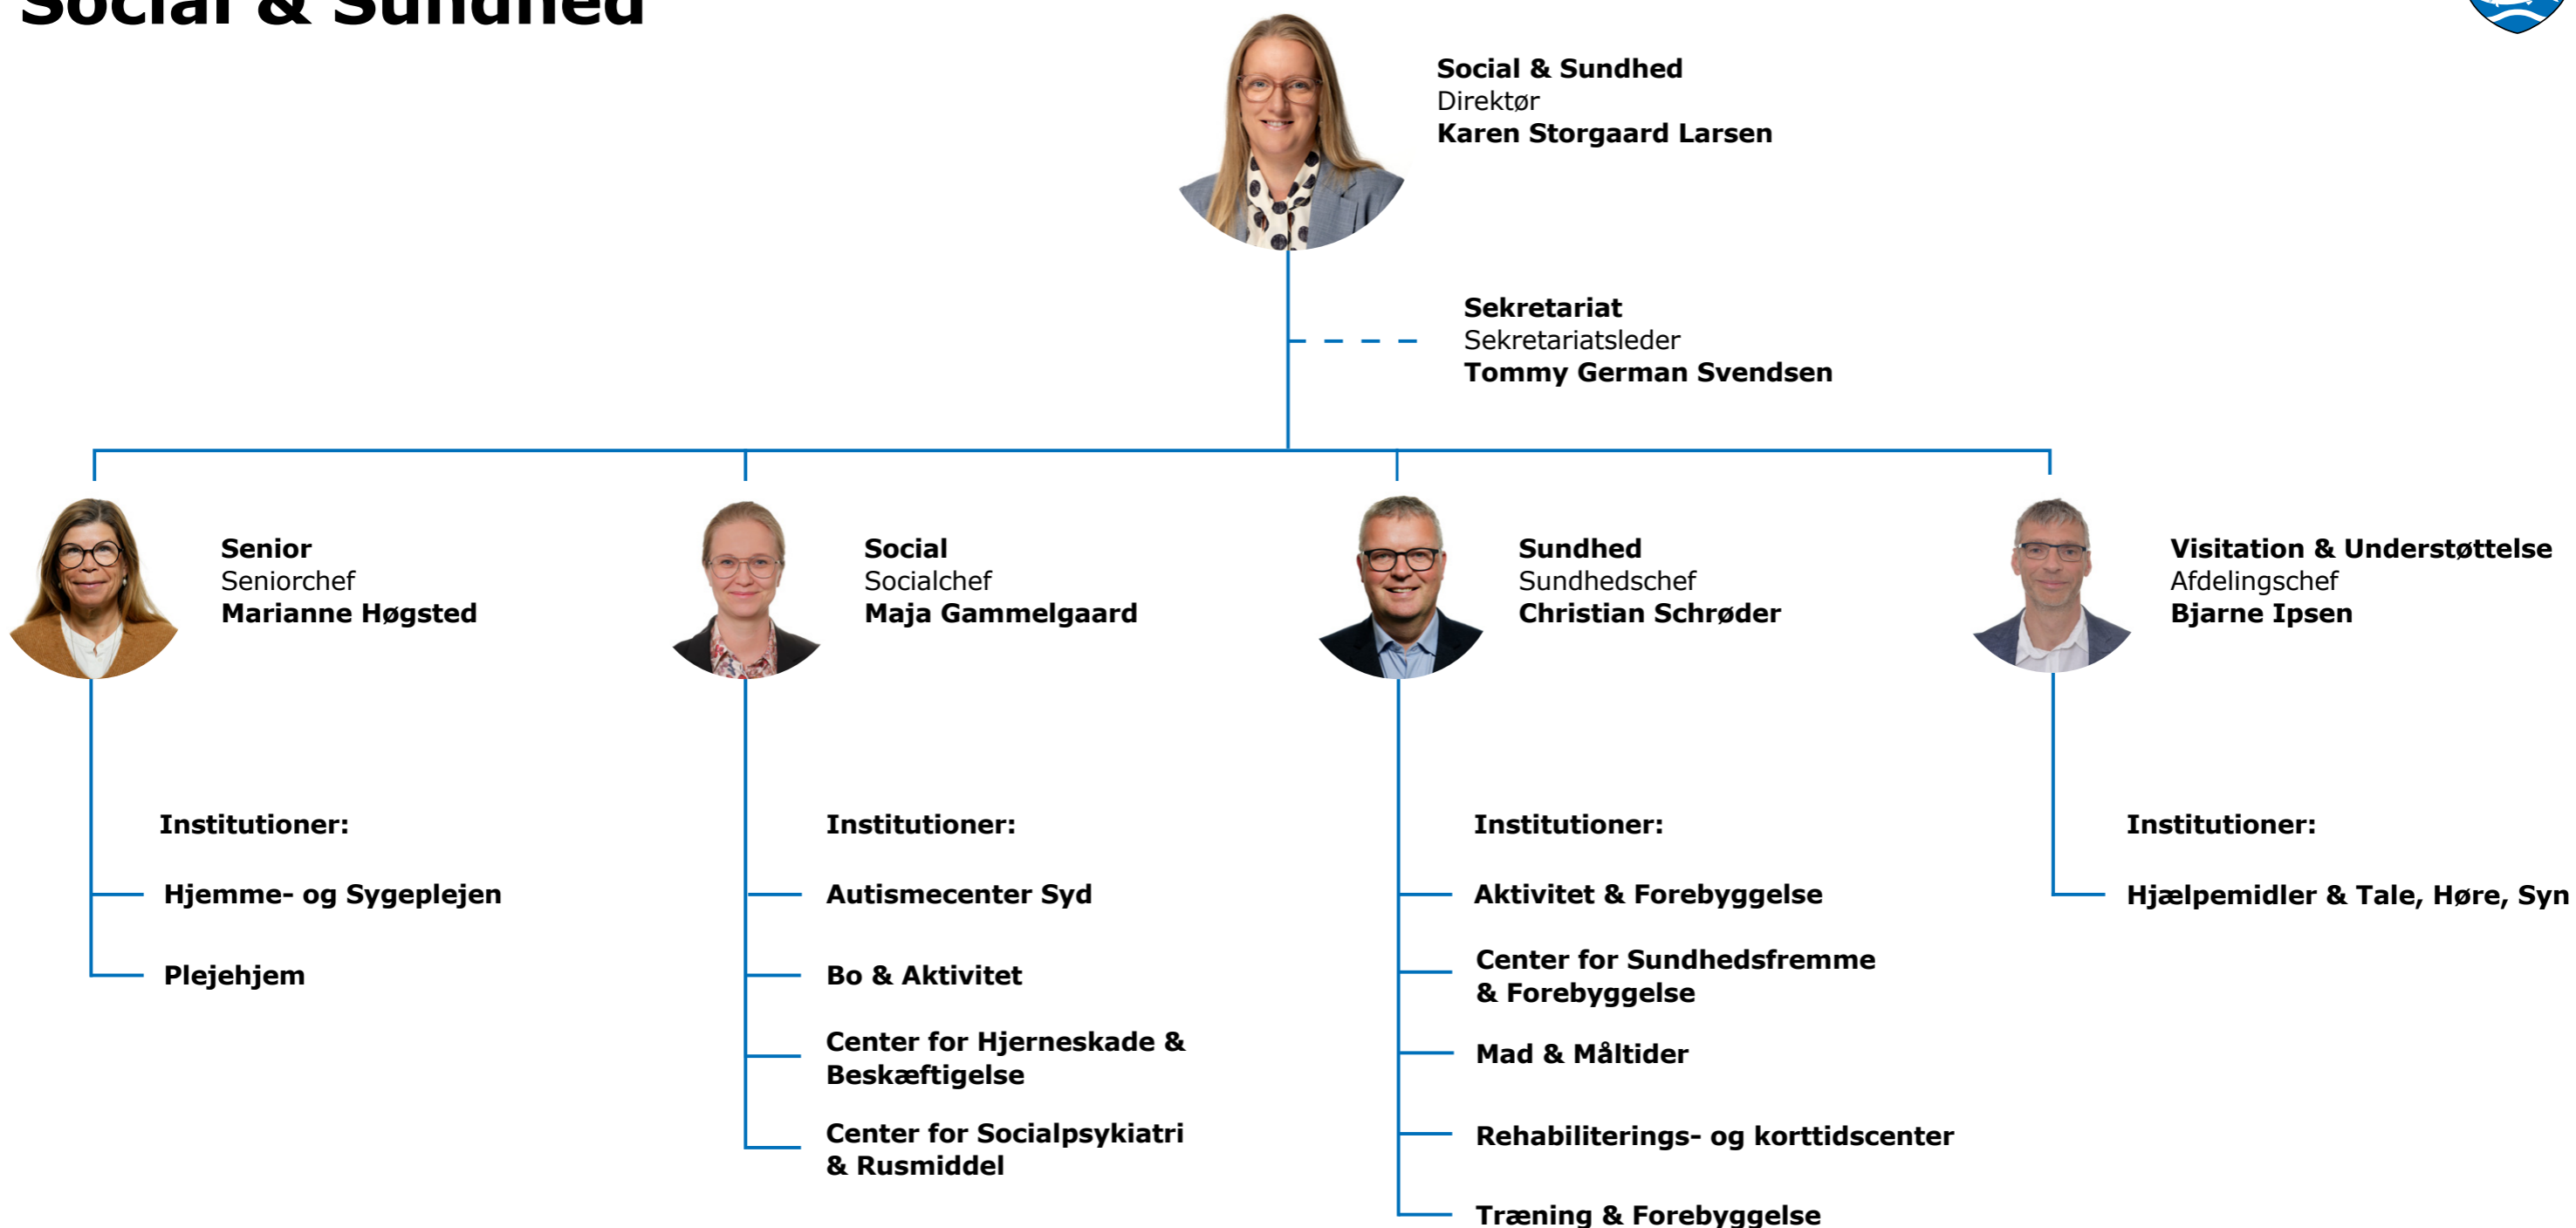 Social & Sundhed
Social & Sundhed
Direktør
Karen Storgaard Larsen
Sekretariat
Sekretariatsleder
Tommy German Svendsen
Senior
Seniorchef
Marianne Høgsted
Social
Socialchef
Maja Gammelgaard
Sundhed
Sundhedschef
Christian Schrøder
Visitation & Understøttelse
Afdelingschef
Bjarne Ipsen
Institutioner:
Hjemme- og Sygeplejen
Plejehjem
Institutioner:
Autismecenter Syd
Bo & Aktivitet
Center for Hjerneskade &
Beskæftigelse
Center for Socialpsykiatri
& Rusmiddel
Institutioner:
Aktivitet & Forebyggelse
Center for Sundhedsfremme
& Forebyggelse
Mad & Måltider
Rehabiliterings- og korttidscenter
Træning & Forebyggelse
Institutioner:
Hjælpemidler & Tale, Høre, Syn